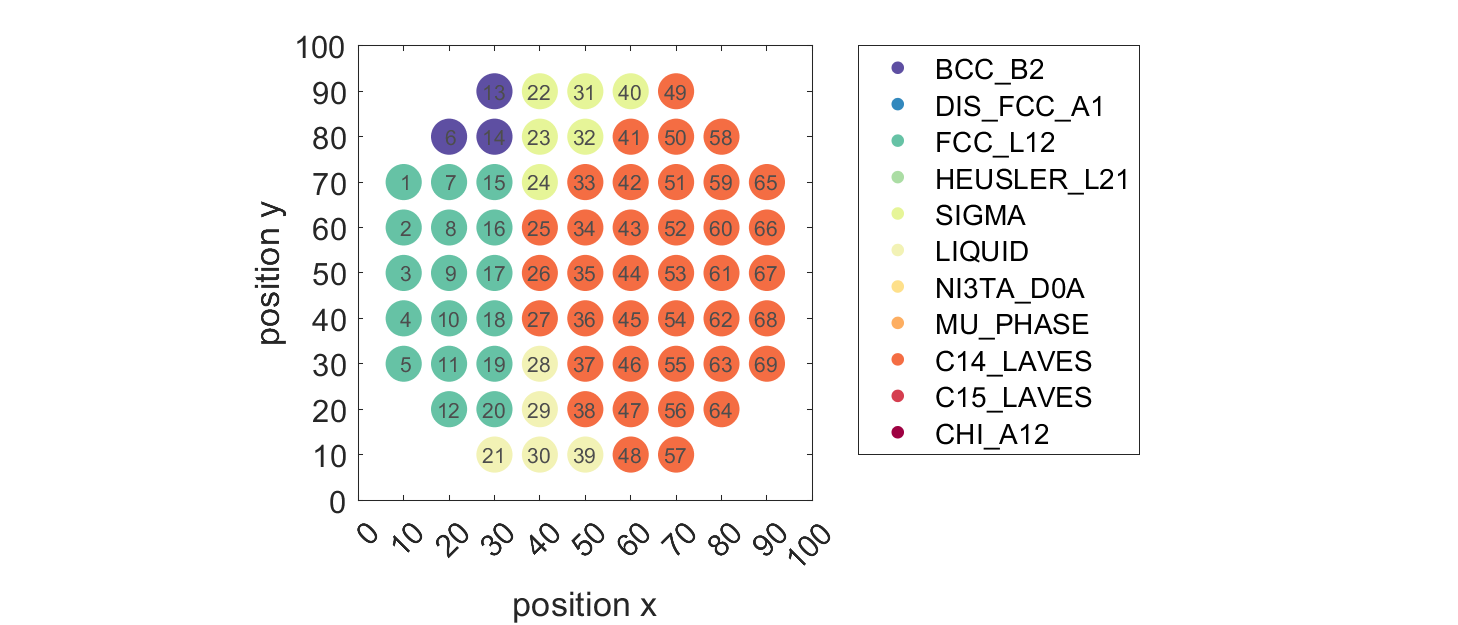 100
90
80
70
60
50
40
30
20
10
0
13 22 31 40 49
6 14 23 32 41 50 58
1 7 15 24 33 42 51 59 65
2 8 16 25 34 43 52 60 66
3 9 17 26 35 44 53 61 67
4 10 18 27 36 45 54 62 68
5 11 19 28 37 46 55 63 69
12 20 29 38 47 56 64
21 30 39 48 57
0 10 20 30 40 50 60 70 80 90 100
position x
position y
BCC_B2
DIS_FCC_A1
FCC_L12
HEUSLER_L21
SIGMA
LIQUID
NI3TA_D0A
MU_PHASE
C14_LAVES
C15_LAVES
CHI_A12